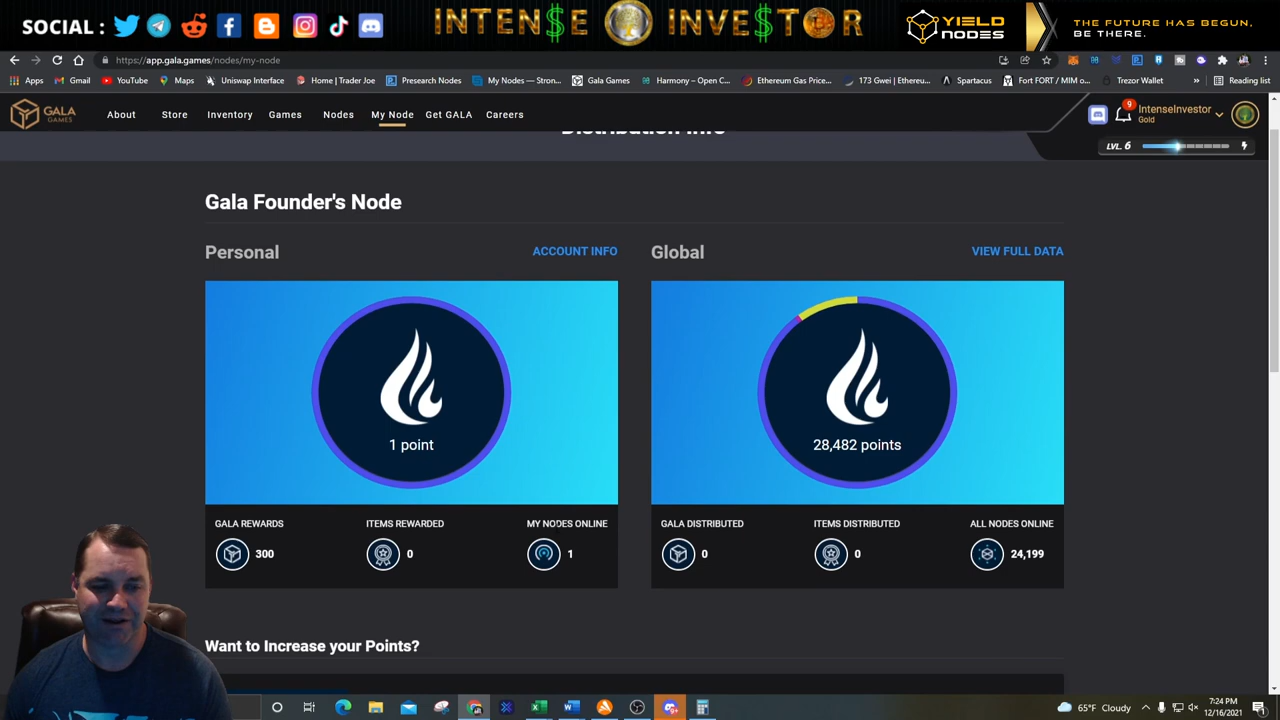 SOCIAL :
INTEN$E INVE$TOR
YIELD NODES
THE FUTURE HAS BEGUN,
BE THERE.
https://app.gala.games/nodes/my-node
Apps Gmail YouTube Maps Uniswap Interface Home | Trader Joe Presearch Nodes My Nodes — Stron... Gala Games Harmony – Open C... Ethereum Gas Price... 173 Gwei | Ethereu... Spartacus Fort FORT / MIM o... Trezor Wallet » Reading list
GALA GAMES
About Store Inventory Games Nodes My Node Get GALA Careers
9
IntenseInvestor
Gold
LVL. 6
Distribution Info
Gala Founder's Node
Personal ACCOUNT INFO
Global VIEW FULL DATA
1 point
28,482 points
GALA REWARDS ITEMS REWARDED MY NODES ONLINE
300 0 1
GALA DISTRIBUTED ITEMS DISTRIBUTED ALL NODES ONLINE
0 0 24,199
Want to Increase your Points?
65°F Cloudy
7:24 PM
12/16/2021